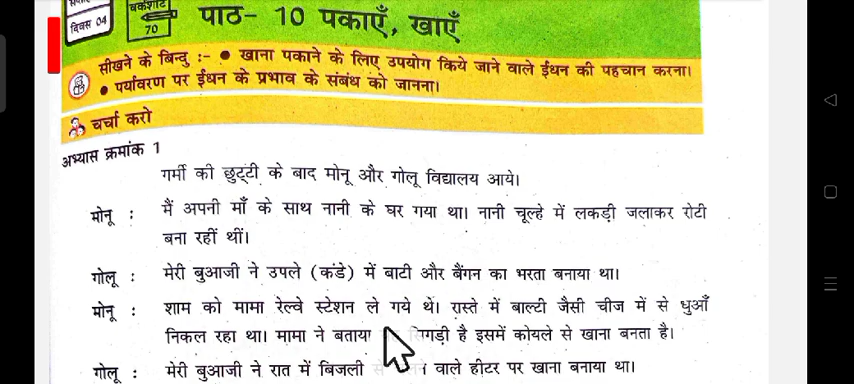 दिवस 04
वर्कशीट
70
पाठ- 10 पकाएँ, खाएँ
सीखने के बिन्दु :- ● खाना पकाने के लिए उपयोग किये जाने वाले ईंधन की पहचान करना।
● पर्यावरण पर ईंधन के प्रभाव के संबंध को जानना।
चर्चा करो
अभ्यास क्रमांक 1
गर्मी की छुट्टी के बाद मोनू और गोलू विद्यालय आये।
मोनू : मैं अपनी माँ के साथ नानी के घर गया था। नानी चूल्हे में लकड़ी जलाकर रोटी
बना रहीं थीं।
गोलू : मेरी बुआजी ने उपले (कंडे) में बाटी और बैंगन का भरता बनाया था।
मोनू : शाम को मामा रेल्वे स्टेशन ले गये थे। रास्ते में बाल्टी जैसी चीज में से धुआँ
निकल रहा था। मामा ने बताया है इसमें कोयले से खाना बनता है।
गोलू : मेरी बुआजी ने रात में बिजली वाले हीटर पर खाना बनाया था।